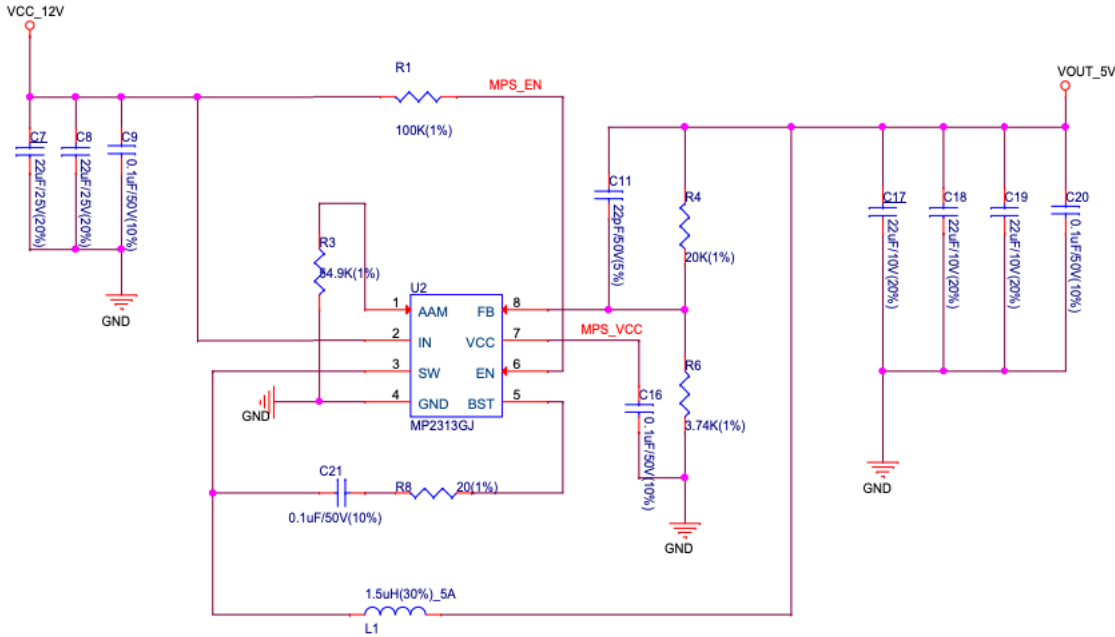 VCC_12V
R1
MPS_EN
100K(1%)
VOUT_5V
C7
22uF/25V(20%)
C8
22uF/25V(20%)
C9
0.1uF/50V(10%)
GND
R3
54.9K(1%)
C11
22pF/50V(5%)
R4
20K(1%)
C17
22uF/10V(20%)
C18
22uF/10V(20%)
C19
22uF/10V(20%)
C20
0.1uF/50V(10%)
GND
U2
1 AAM FB 8
2 IN VCC 7
3 SW EN 6
4 GND BST 5
MP2313GJ
MPS_VCC
GND
C16
0.1uF/50V(10%)
R6
3.74K(1%)
GND
C21
0.1uF/50V(10%)
R8 20(1%)
1.5uH(30%)_5A
L1